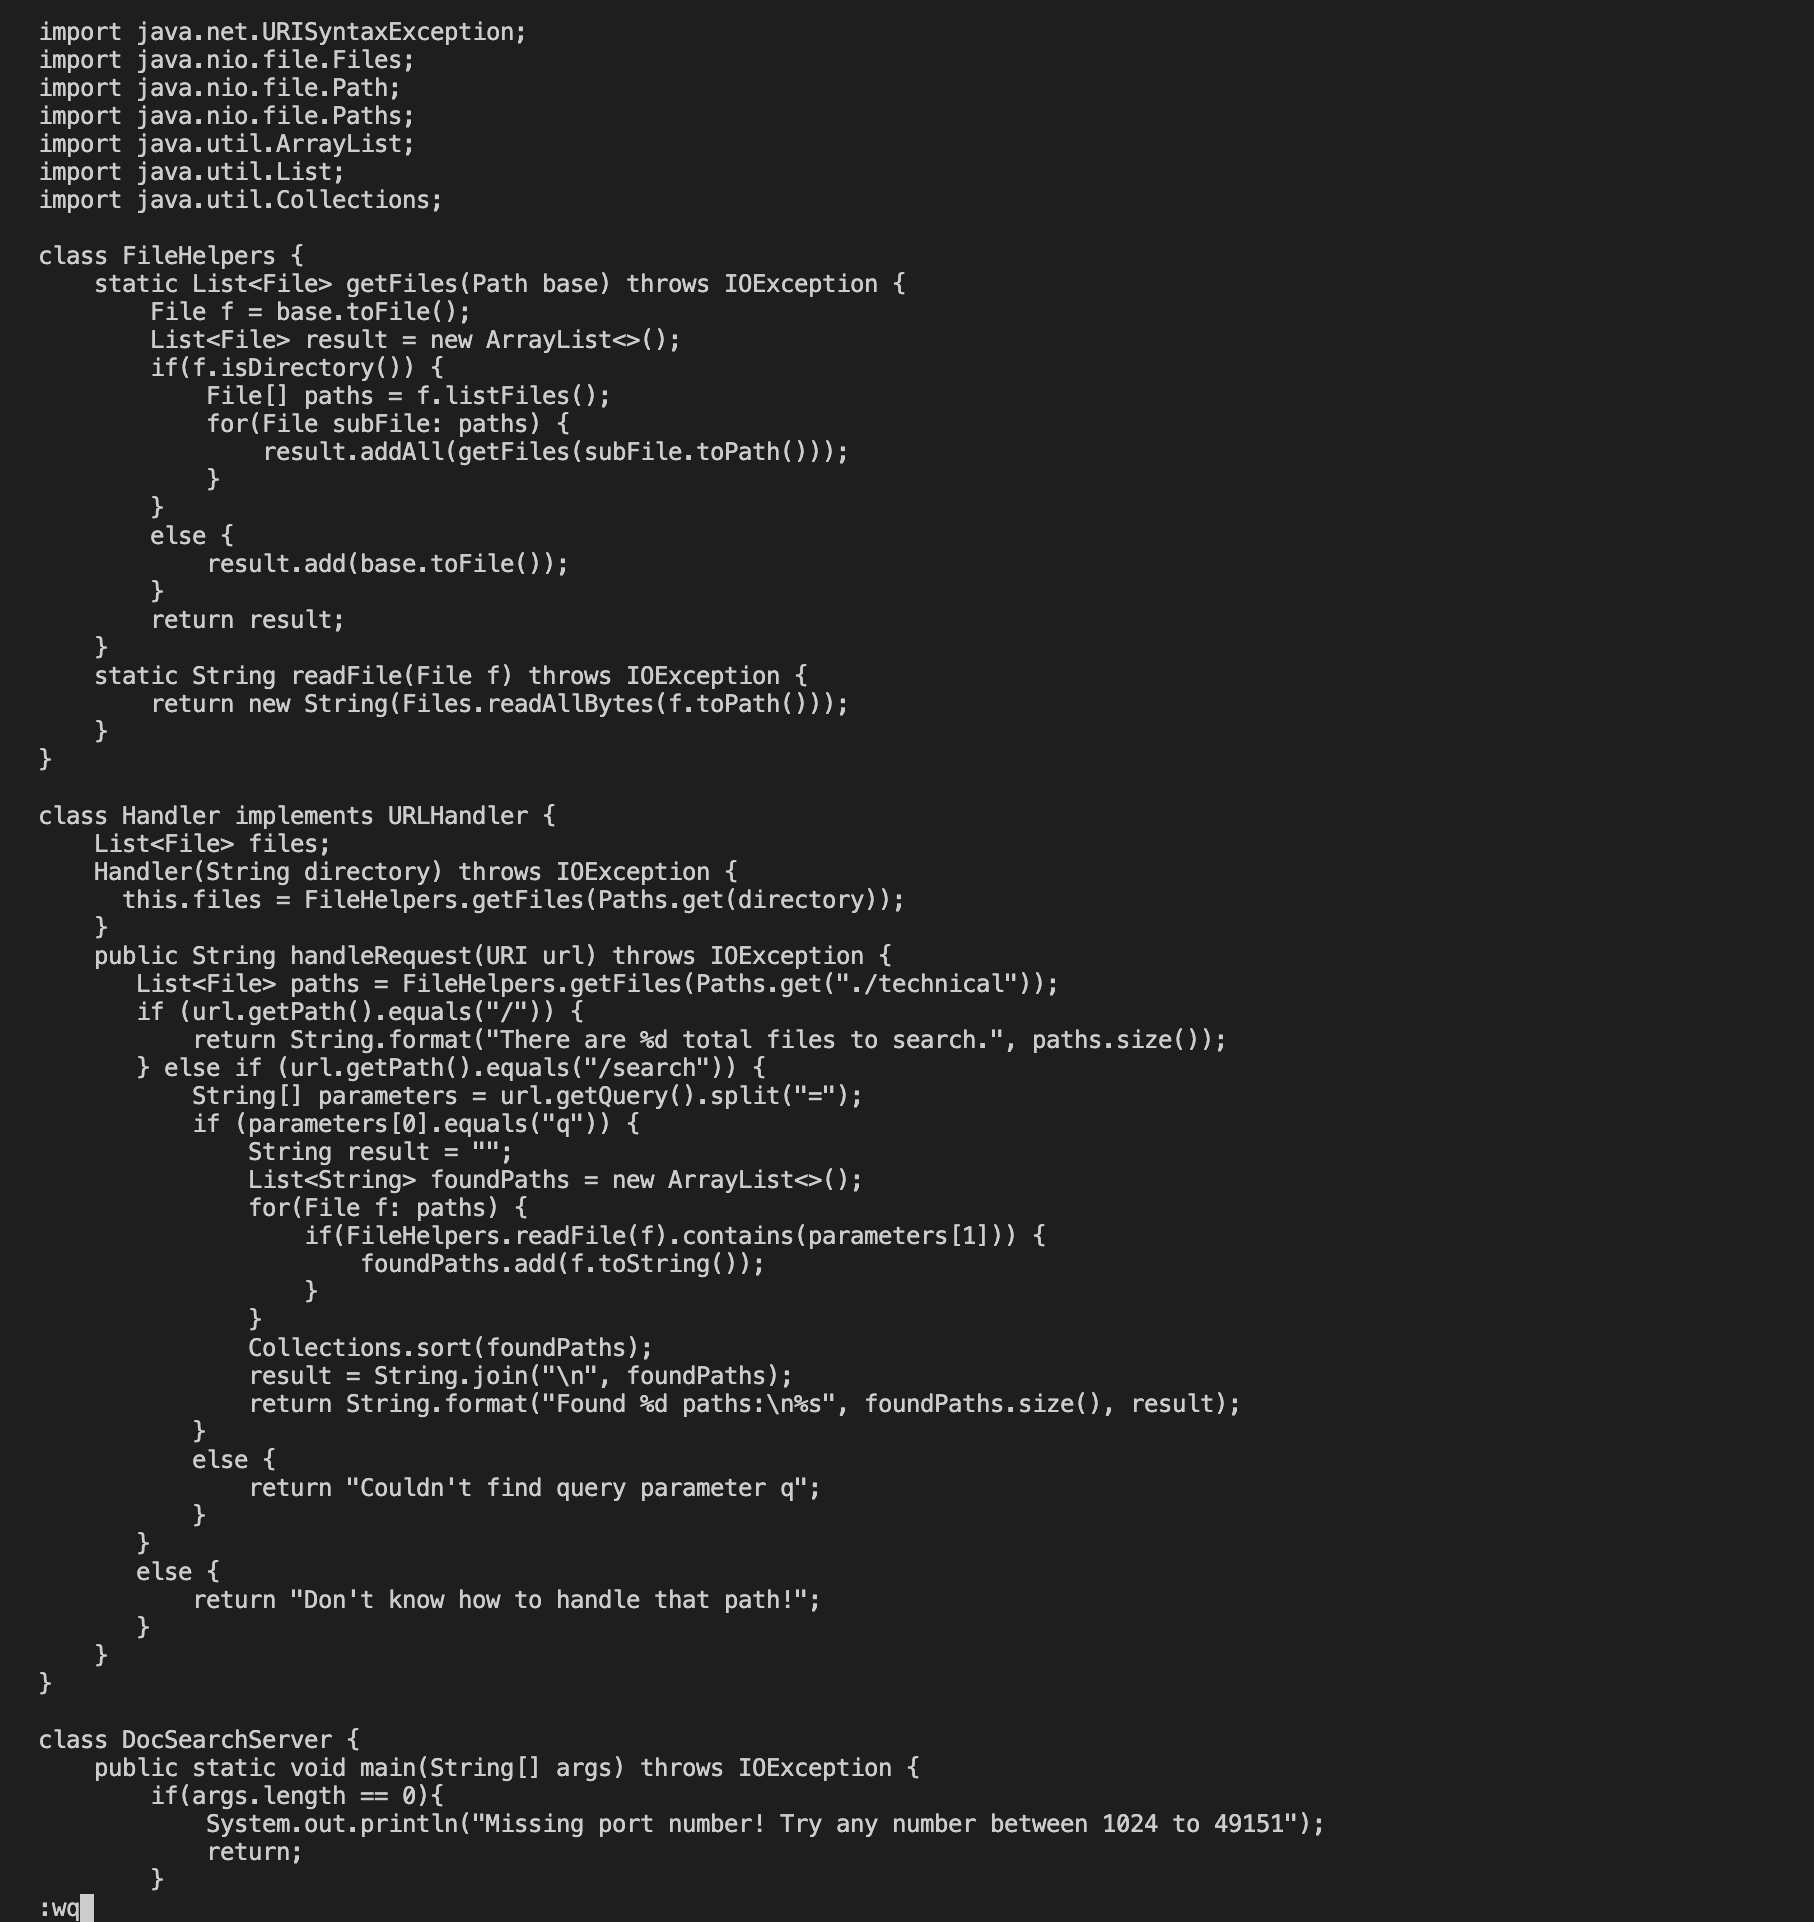 import java.net.URISyntaxException;
import java.nio.file.Files;
import java.nio.file.Path;
import java.nio.file.Paths;
import java.util.ArrayList;
import java.util.List;
import java.util.Collections;

class FileHelpers {
    static List<File> getFiles(Path base) throws IOException {
        File f = base.toFile();
        List<File> result = new ArrayList<>();
        if(f.isDirectory()) {
            File[] paths = f.listFiles();
            for(File subFile: paths) {
                result.addAll(getFiles(subFile.toPath()));
            }
        }
        else {
            result.add(base.toFile());
        }
        return result;
    }
    static String readFile(File f) throws IOException {
        return new String(Files.readAllBytes(f.toPath()));
    }
}

class Handler implements URLHandler {
    List<File> files;
    Handler(String directory) throws IOException {
      this.files = FileHelpers.getFiles(Paths.get(directory));
    }
    public String handleRequest(URI url) throws IOException {
       List<File> paths = FileHelpers.getFiles(Paths.get("./technical"));
       if (url.getPath().equals("/")) {
           return String.format("There are %d total files to search.", paths.size());
       } else if (url.getPath().equals("/search")) {
           String[] parameters = url.getQuery().split("=");
           if (parameters[0].equals("q")) {
               String result = "";
               List<String> foundPaths = new ArrayList<>();
               for(File f: paths) {
                   if(FileHelpers.readFile(f).contains(parameters[1])) {
                       foundPaths.add(f.toString());
                   }
               }
               Collections.sort(foundPaths);
               result = String.join("\n", foundPaths);
               return String.format("Found %d paths:\n%s", foundPaths.size(), result);
           }
           else {
               return "Couldn't find query parameter q";
           }
       }
       else {
           return "Don't know how to handle that path!";
       }
    }
}

class DocSearchServer {
    public static void main(String[] args) throws IOException {
        if(args.length == 0){
            System.out.println("Missing port number! Try any number between 1024 to 49151");
            return;
        }
:wq